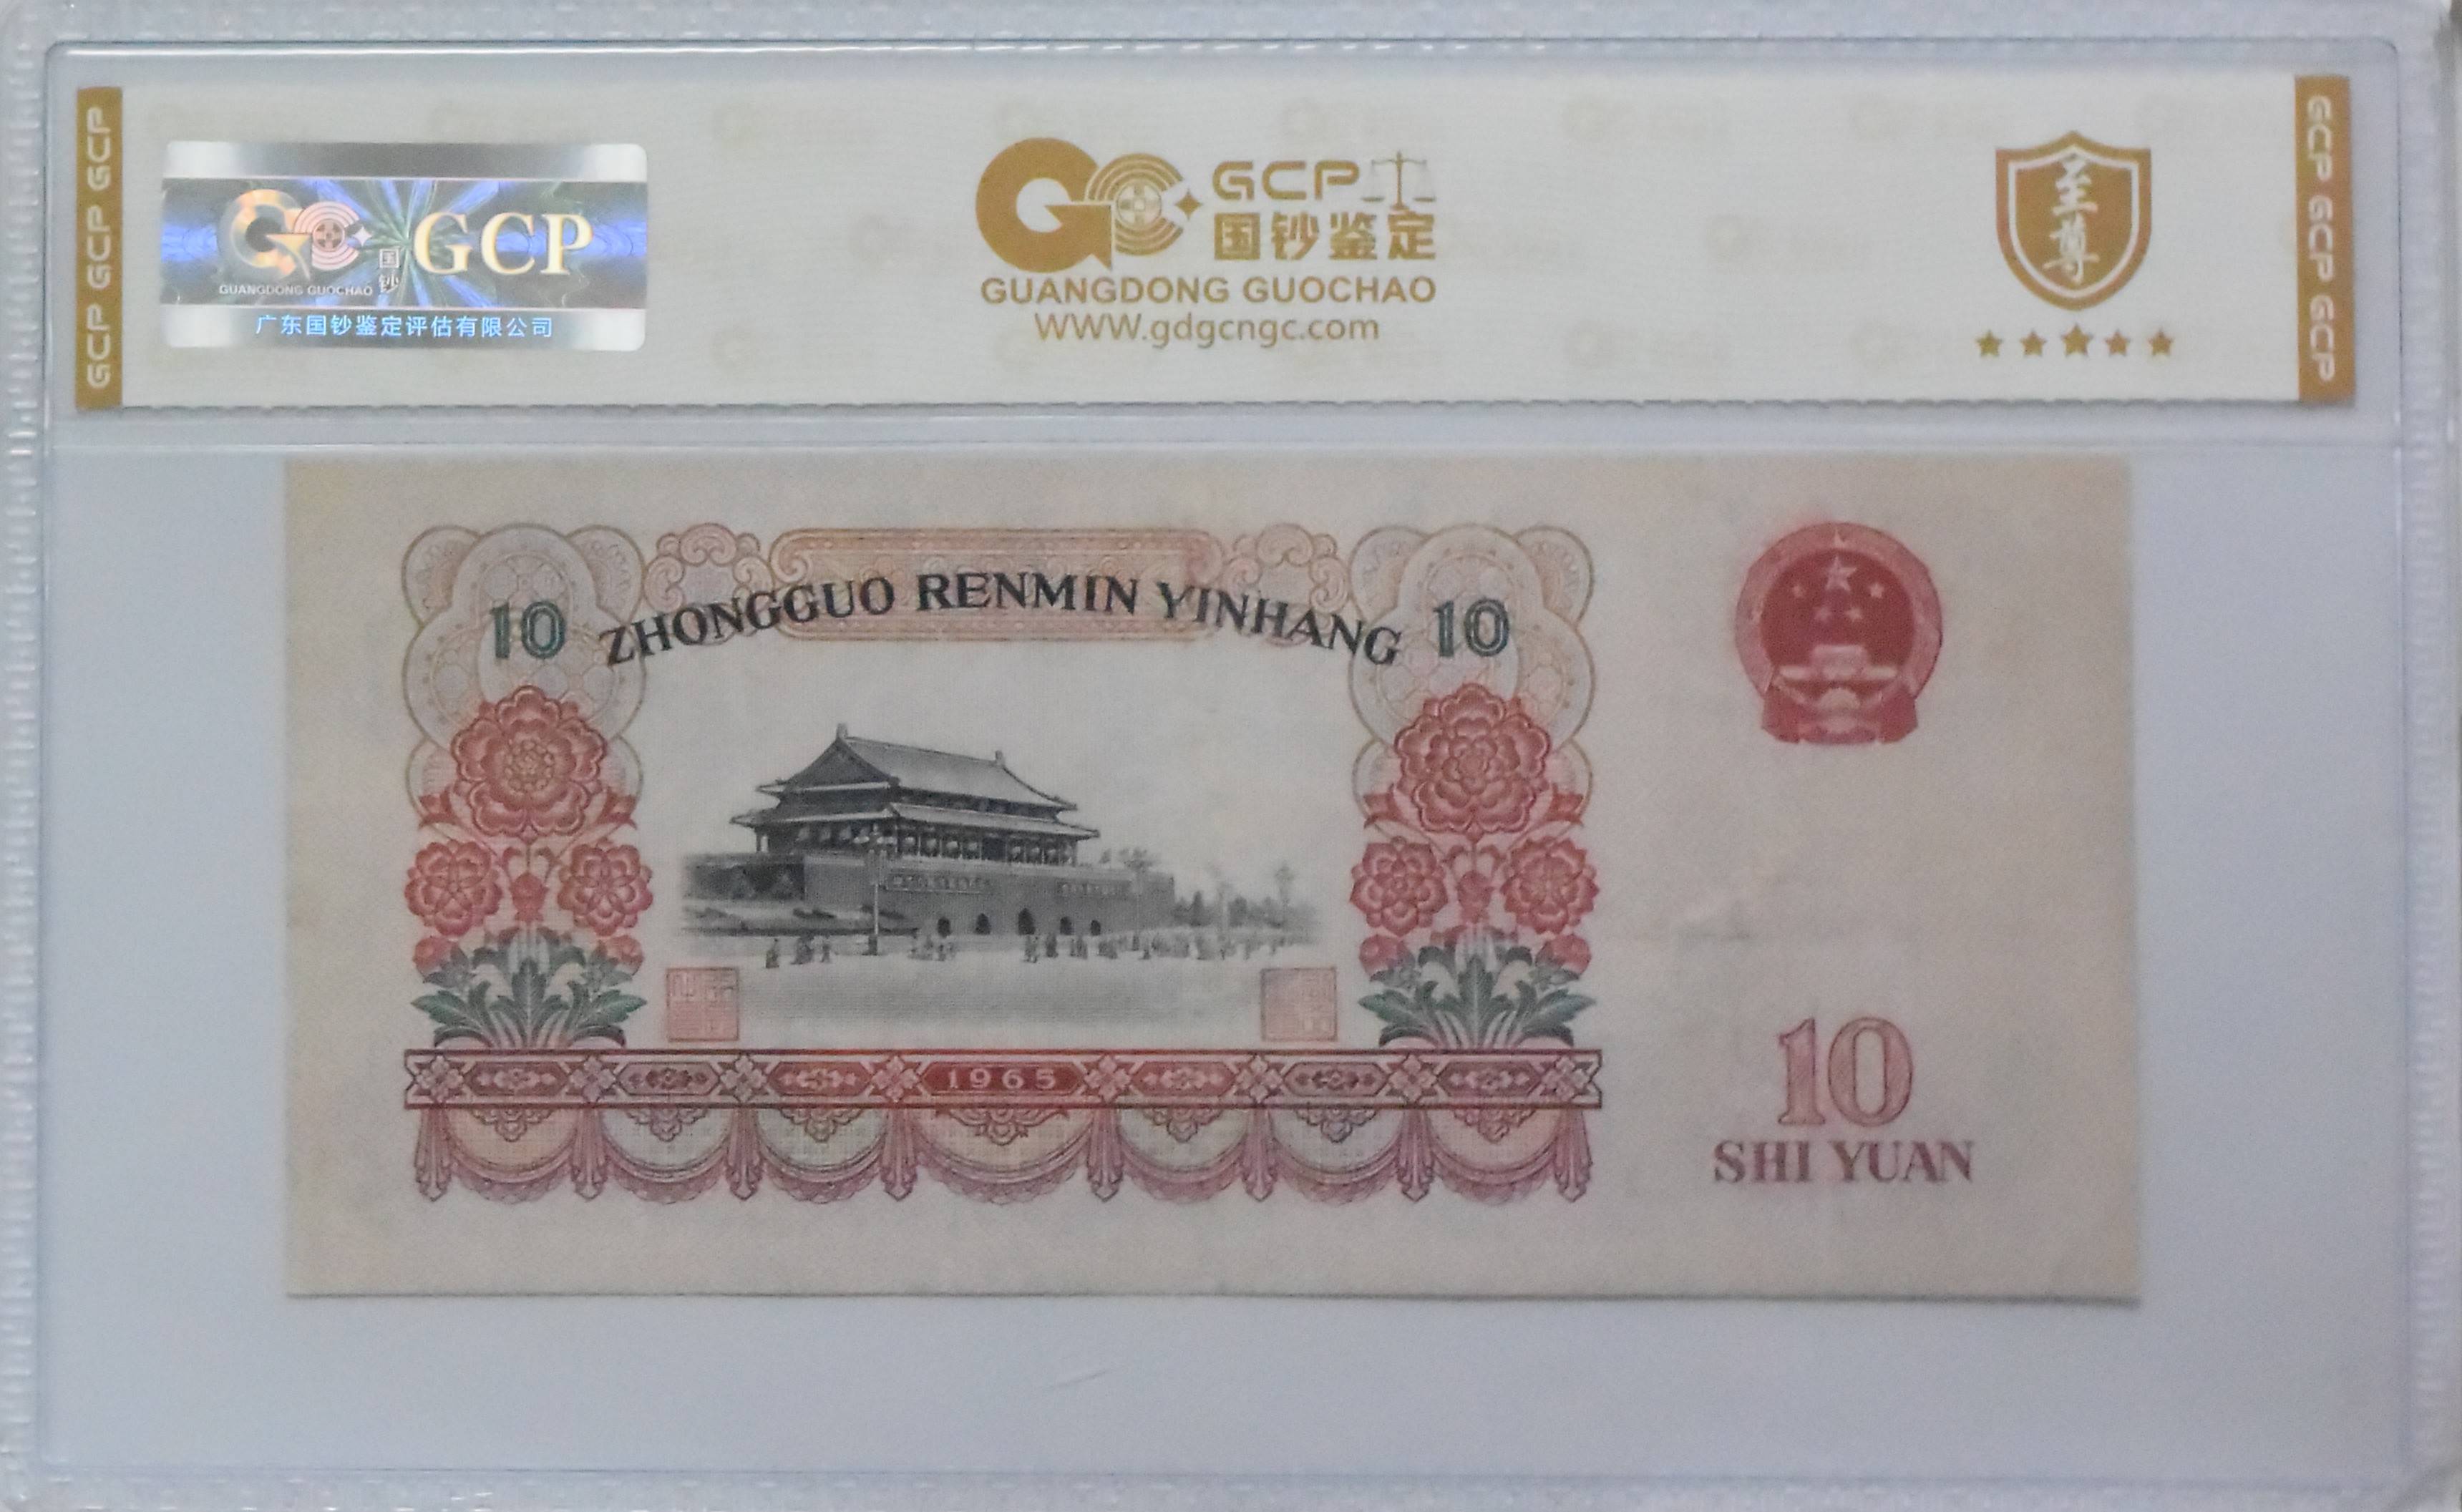 GCP GCP GCP
GCP
国
钞
GUANGDONG GUOCHAO
广东国钞鉴定评估有限公司
GCP
国钞鉴定
GUANGDONG GUOCHAO
WWW.gdgcngc.com
至
尊
GCP GCP GCP
ZHONGGUO RENMIN YINHANG
10
10
1965
10
SHI YUAN